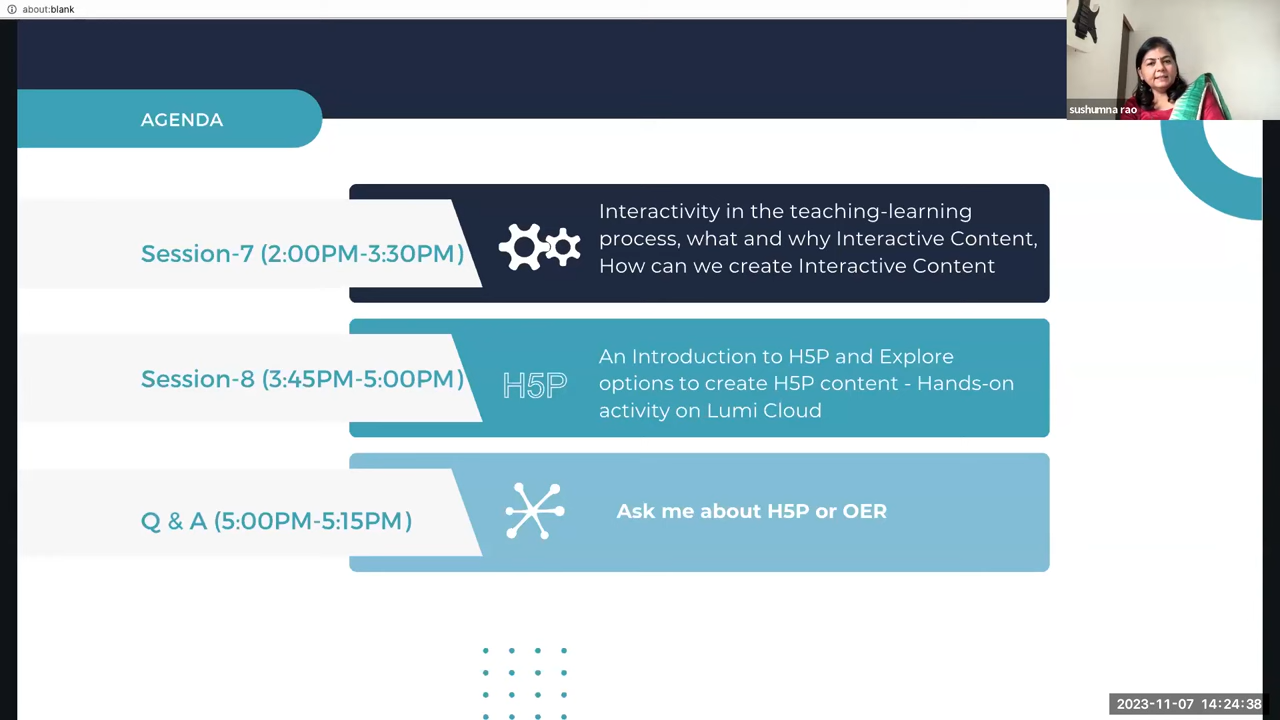 about:blank
sushumna rao
AGENDA
Session-7 (2:00PM-3:30PM)
Interactivity in the teaching-learning
process, what and why Interactive Content,
How can we create Interactive Content
Session-8 (3:45PM-5:00PM)
H5P
An Introduction to H5P and Explore
options to create H5P content - Hands-on
activity on Lumi Cloud
Q & A (5:00PM-5:15PM)
Ask me about H5P or OER
2023-11-07 14:24:38